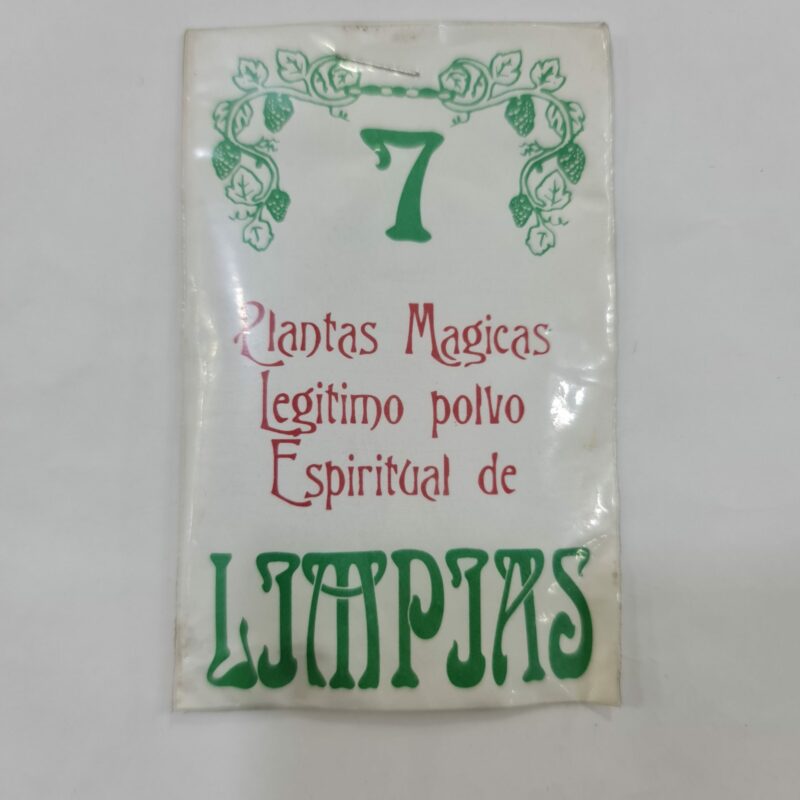 7
Plantas Magicas
Legitimo polvo
Espiritual de
LIMPIAS